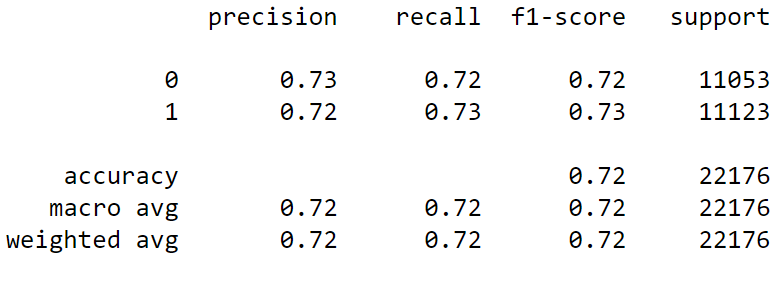 precision recall f1-score support
0 0.73 0.72 0.72 11053
1 0.72 0.73 0.73 11123
accuracy 0.72 22176
macro avg 0.72 0.72 0.72 22176
weighted avg 0.72 0.72 0.72 22176